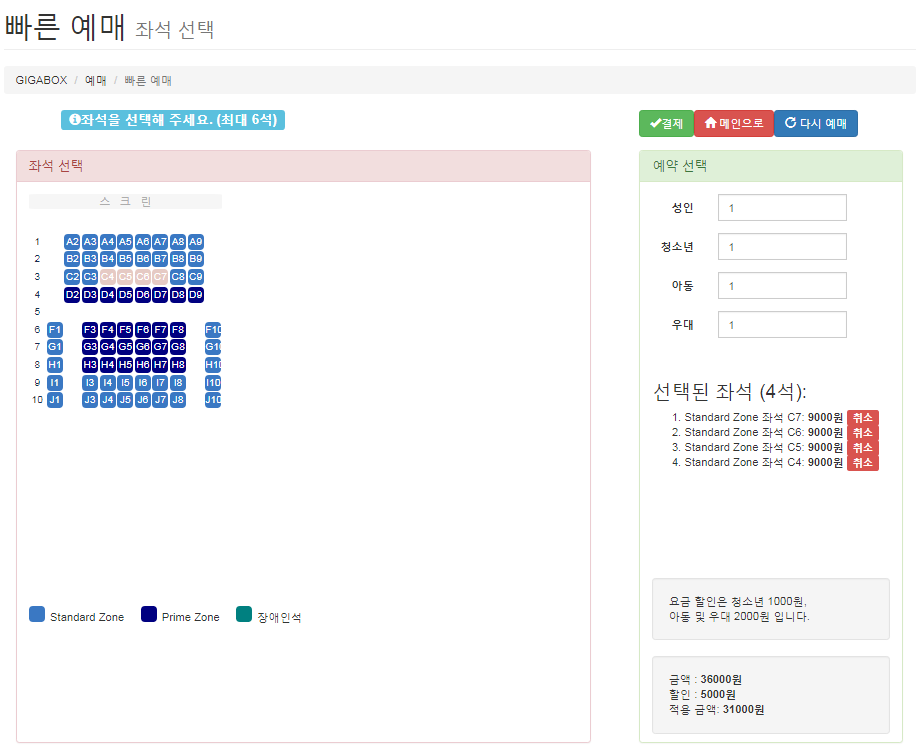 빠른 예매 좌석 선택
GIGABOX / 예매 / 빠른 예매
좌석을 선택해 주세요. (최대 6석)
결제 메인으로 다시 예매
좌석 선택
스 크 린
1 A2 A3 A4 A5 A6 A7 A8 A9
2 B2 B3 B4 B5 B6 B7 B8 B9
3 C2 C3 C4 C5 C6 C7 C8 C9
4 D2 D3 D4 D5 D6 D7 D8 D9
5
6 F1 F3 F4 F5 F6 F7 F8 F10
7 G1 G3 G4 G5 G6 G7 G8 G10
8 H1 H3 H4 H5 H6 H7 H8 H10
9 I1 I3 I4 I5 I6 I7 I8 I10
10 J1 J3 J4 J5 J6 J7 J8 J10
Standard Zone Prime Zone 장애인석
예약 선택
성인 1
청소년 1
아동 1
우대 1
선택된 좌석 (4석):
1. Standard Zone 좌석 C7: 9000원 취소
2. Standard Zone 좌석 C6: 9000원 취소
3. Standard Zone 좌석 C5: 9000원 취소
4. Standard Zone 좌석 C4: 9000원 취소
요금 할인은 청소년 1000원,
아동 및 우대 2000원 입니다.
금액 : 36000원
할인 : 5000원
적용 금액: 31000원